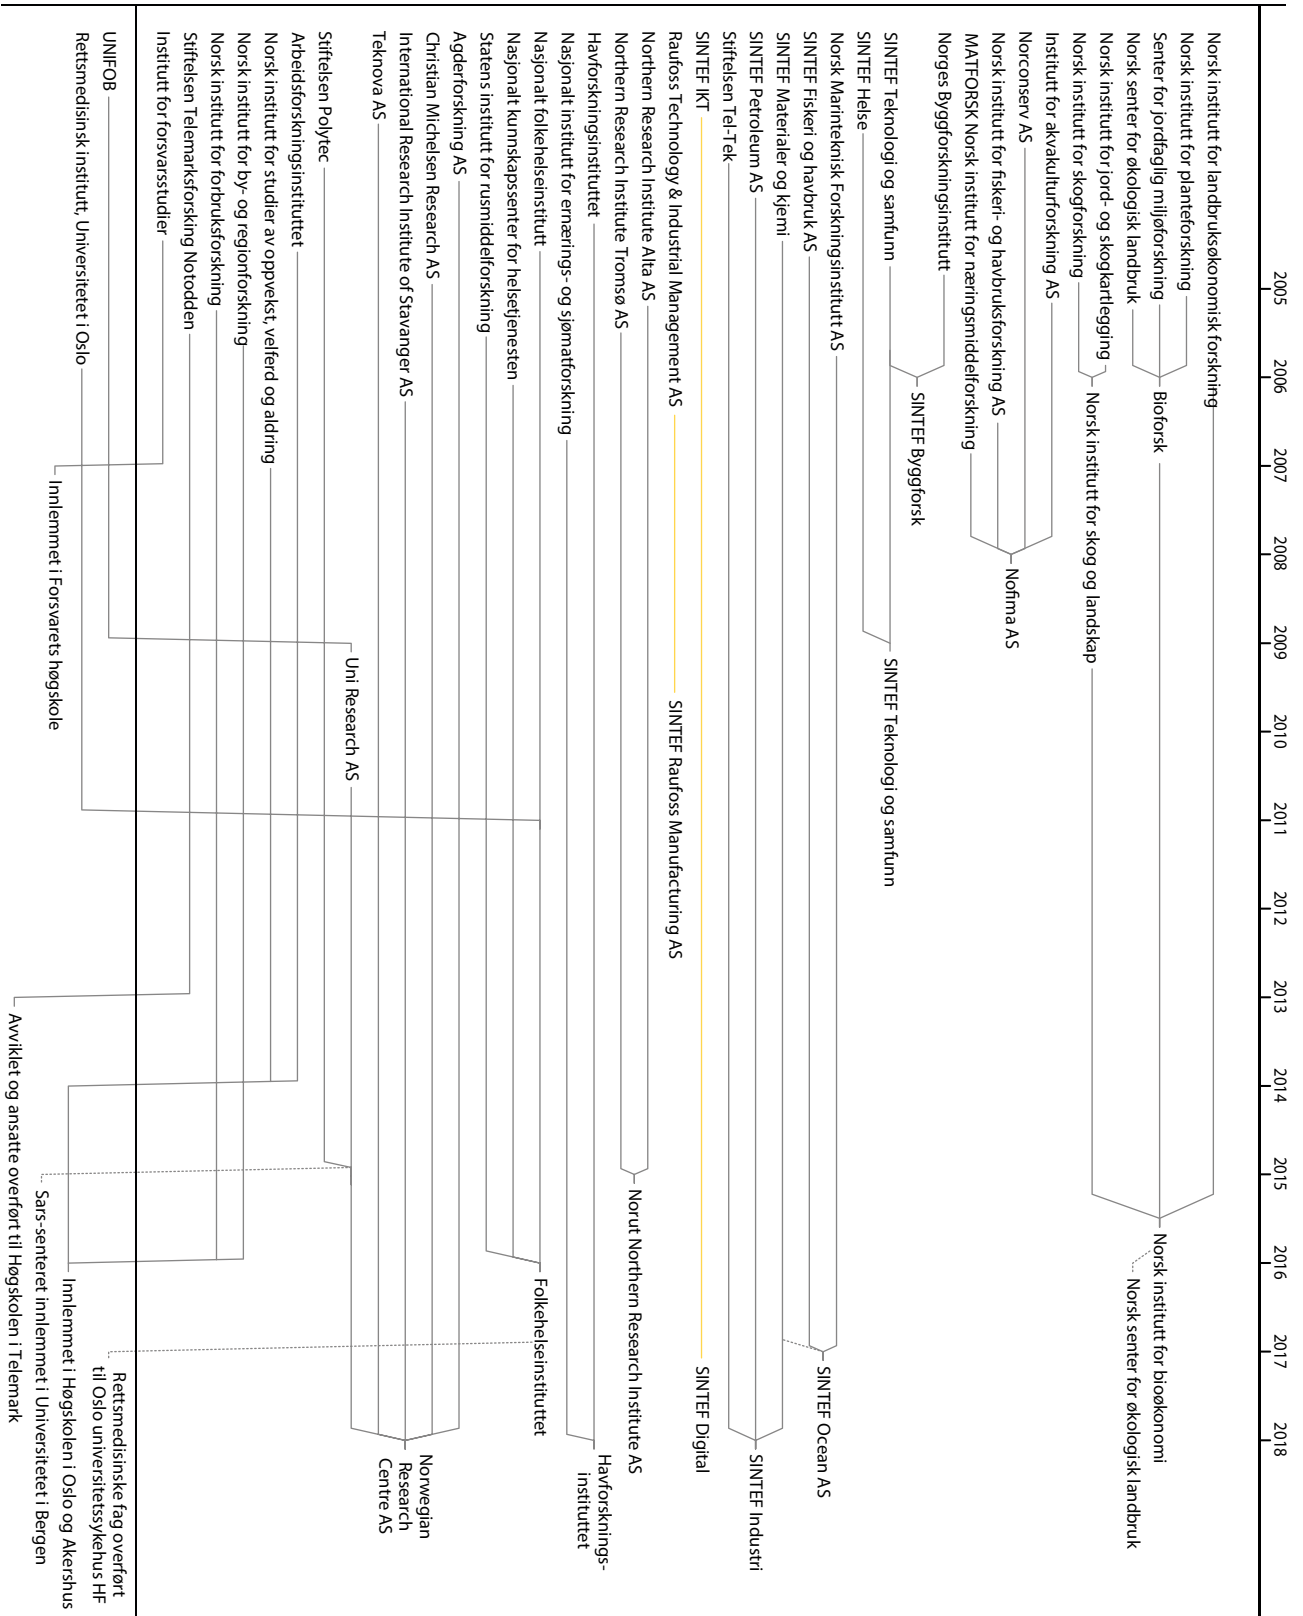 2005
2006
2007
2008
2009
2010
2011
2012
2013
2014
2015
2016
2017
2018
Norsk institutt for landbruksøkonomisk forskning
Norsk institutt for planteforskning
Senter for jordfaglig miljøforskning
Norsk senter for økologisk landbruk
Bioforsk
Norsk institutt for bioøkonomi
Norsk senter for økologisk landbruk
Norsk institutt for jord- og skogkartlegging
Norsk institutt for skogforskning
Norsk institutt for skog og landskap
Institutt for akvakulturforskning AS
Norconserv AS
Norsk institutt for fiskeri- og havbruksforskning AS
MATFORSK Norsk institutt for næringsmiddelforskning
Nofima AS
Norges Byggforskningsinstitutt
SINTEF Byggforsk
SINTEF Teknologi og samfunn
SINTEF Helse
SINTEF Teknologi og samfunn
Norsk Marinteknisk Forskningsinstitutt AS
SINTEF Fiskeri og havbruk AS
SINTEF Ocean AS
SINTEF Materialer og kjemi
SINTEF Petroleum AS
Stiftelsen Tel-Tek
SINTEF Industri
SINTEF IKT
SINTEF Digital
Raufoss Technology & Industrial Management AS
SINTEF Raufoss Manufacturing AS
Northern Research Institute Alta AS
Northern Research Institute Tromsø AS
Norut Northern Research Institute AS
Havforskningsinstituttet
Nasjonalt institutt for ernærings- og sjømatforskning
Havforsknings-
instituttet
Nasjonalt folkehelseinstitutt
Nasjonalt kunnskapssenter for helsetjenesten
Statens institutt for rusmiddelforskning
Folkehelseinstituttet
Agderforskning AS
Christian Michelsen Research AS
International Research Institute of Stavanger AS
Teknova AS
Norwegian
Research
Centre AS
Uni Research AS
Stiftelsen Polytec
Arbeidsforskningsinstituttet
Norsk institutt for studier av oppvekst, velferd og aldring
Norsk institutt for by- og regionforskning
Norsk institutt for forbruksforskning
Stiftelsen Telemarksforsking Notodden
Institutt for forsvarsstudier
UNIFOB
Rettsmedisinsk institutt, Universitetet i Oslo
Innlemmet i Forsvarets høgskole
Rettsmedisinske fag overført
til Oslo universitetssykehus HF
Innlemmet i Høgskolen i Oslo og Akershus
Sars-senteret innlemmet i Universitetet i Bergen
Avviklet og ansatte overført til Høgskolen i Telemark